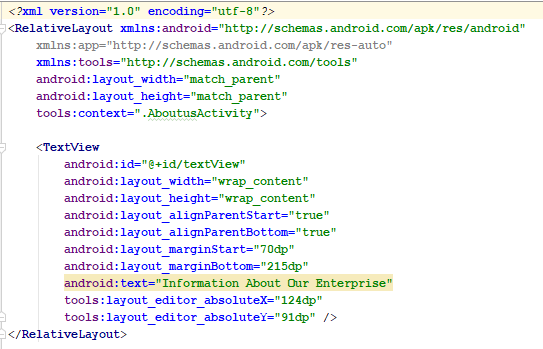 <?xml version="1.0" encoding="utf-8"?>
<RelativeLayout xmlns:android="http://schemas.android.com/apk/res/android"
    xmlns:app="http://schemas.android.com/apk/res-auto"
    xmlns:tools="http://schemas.android.com/tools"
    android:layout_width="match_parent"
    android:layout_height="match_parent"
    tools:context=".AboutusActivity">

    <TextView
        android:id="@+id/textView"
        android:layout_width="wrap_content"
        android:layout_height="wrap_content"
        android:layout_alignParentStart="true"
        android:layout_alignParentBottom="true"
        android:layout_marginStart="70dp"
        android:layout_marginBottom="215dp"
        android:text="Information About Our Enterprise"
        tools:layout_editor_absoluteX="124dp"
        tools:layout_editor_absoluteY="91dp" />
</RelativeLayout>